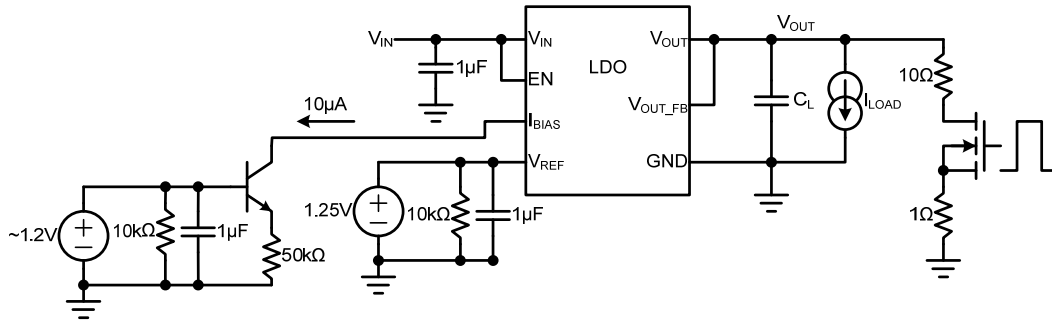 V_IN
1µF
10µA
V_IN
EN
I_BIAS
V_REF
LDO
V_OUT
V_OUT_FB
GND
V_OUT
C_L
I_LOAD
10Ω
1Ω
~1.2V
10kΩ
1µF
50kΩ
1.25V
10kΩ
1µF